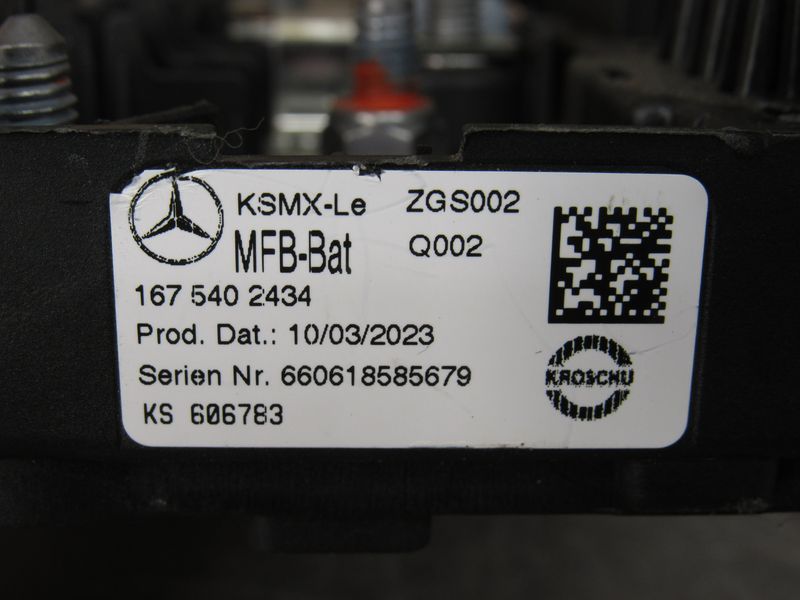 KSMX-Le ZGS002
MFB-Bat Q002
167 540 2434
Prod. Dat.: 10/03/2023
Serien Nr. 660618585679
KS 606783
KROSCHU